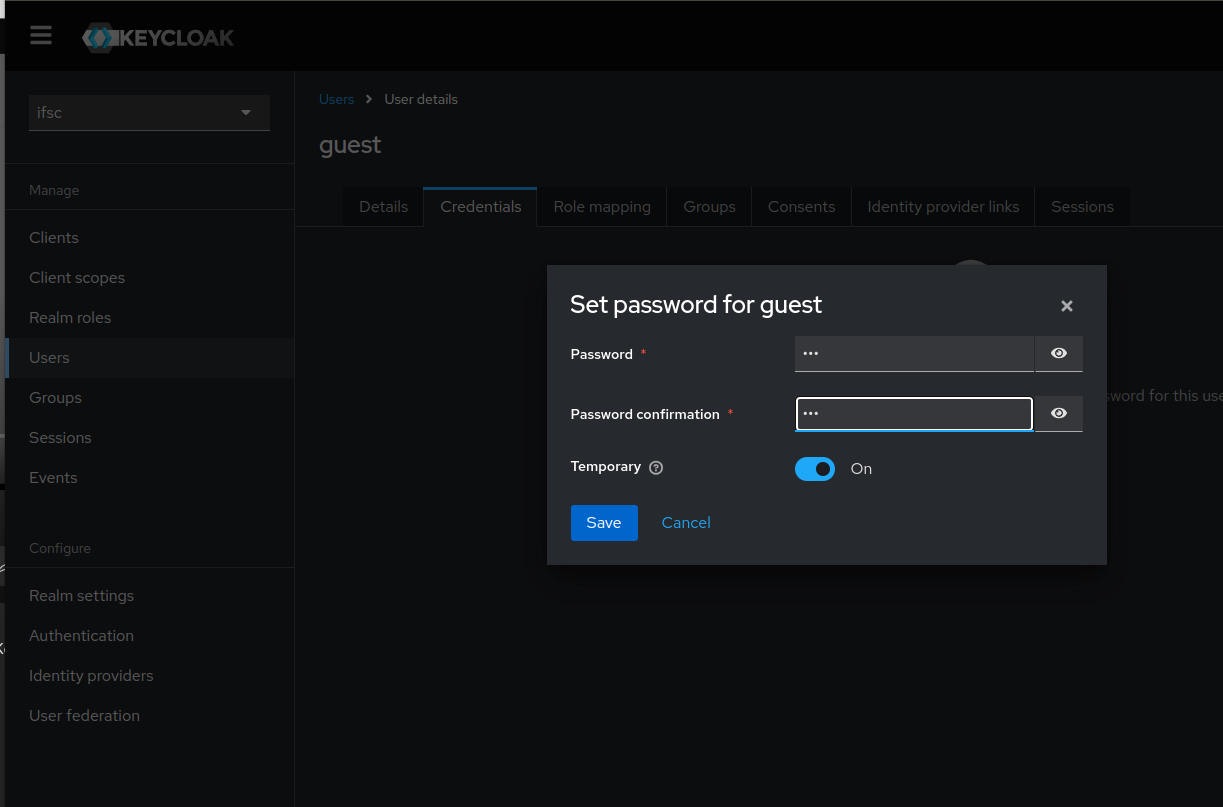 KEYCLOAK
ifsc
Manage
Clients
Client scopes
Realm roles
Users
Groups
Sessions
Events
Configure
Realm settings
Authentication
Identity providers
User federation
Users > User details
guest
Details Credentials Role mapping Groups Consents Identity provider links Sessions
Set password for guest
Password *
Password confirmation *
Temporary ? On
Save Cancel
for this